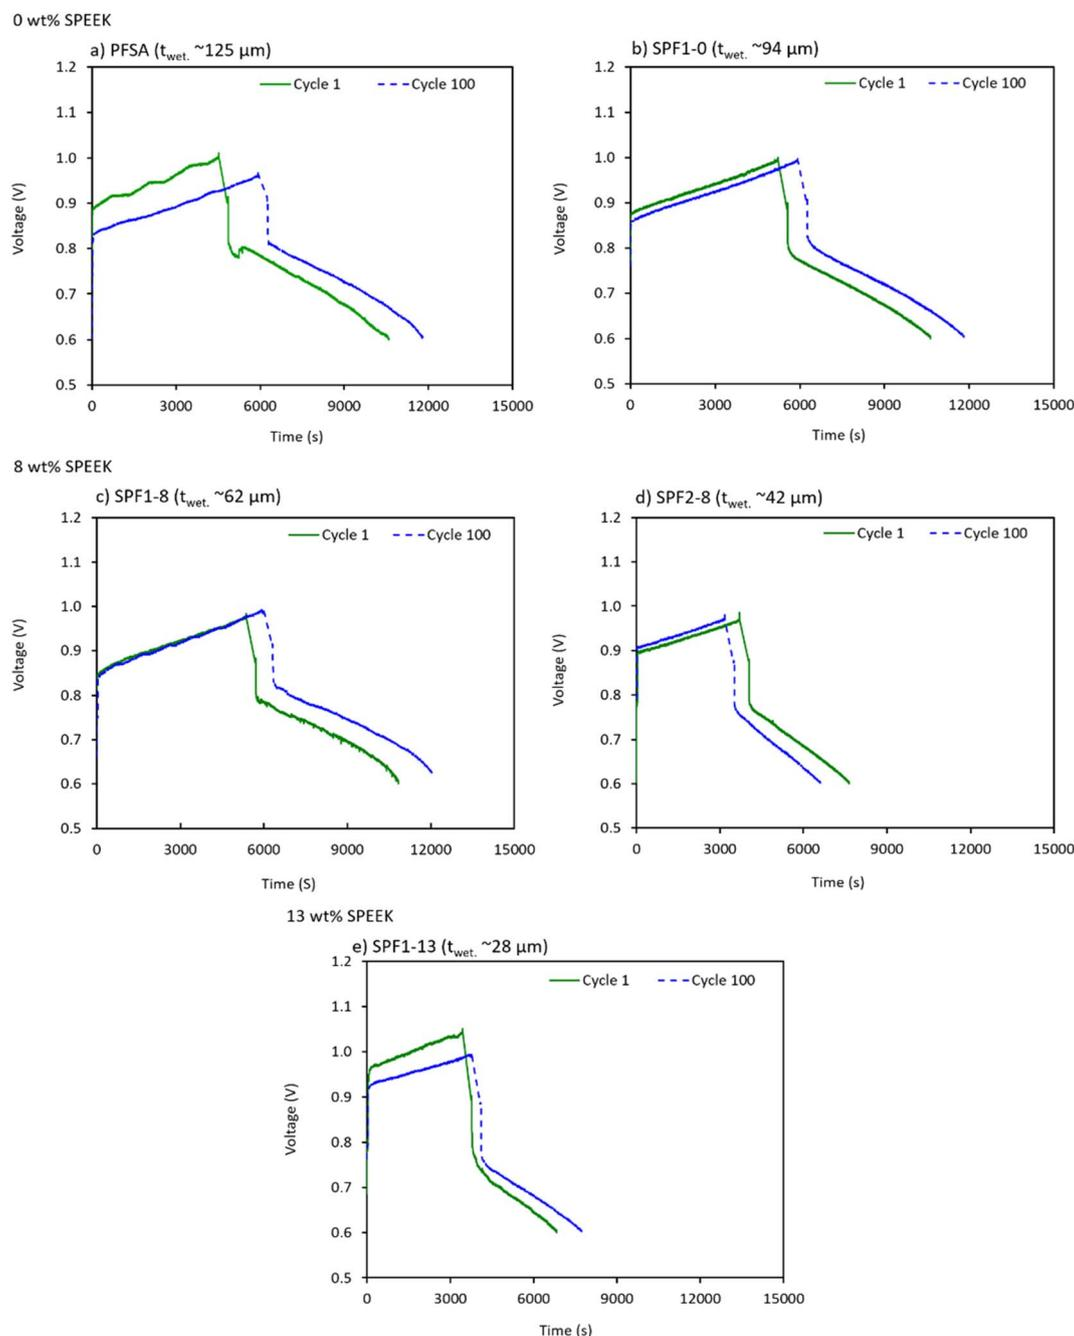 0 wt% SPEEK
a) PFSA (twet. ~125 µm)
Cycle 1
Cycle 100
1.2
1.1
1.0
0.9
0.8
0.7
0.6
0.5
Voltage (V)
0 3000 6000 9000 12000 15000
Time (s)
b) SPF1-0 (twet. ~94 µm)
Cycle 1
Cycle 100
1.2
1.1
1.0
0.9
0.8
0.7
0.6
0.5
Voltage (V)
0 3000 6000 9000 12000 15000
Time (s)
8 wt% SPEEK
c) SPF1-8 (twet. ~62 µm)
Cycle 1
Cycle 100
1.2
1.1
1.0
0.9
0.8
0.7
0.6
0.5
Voltage (V)
0 3000 6000 9000 12000 15000
Time (S)
d) SPF2-8 (twet. ~42 µm)
Cycle 1
Cycle 100
1.2
1.1
1.0
0.9
0.8
0.7
0.6
0.5
Voltage (V)
0 3000 6000 9000 12000 15000
Time (s)
13 wt% SPEEK
e) SPF1-13 (twet. ~28 µm)
Cycle 1
Cycle 100
1.2
1.1
1.0
0.9
0.8
0.7
0.6
0.5
Voltage (V)
0 3000 6000 9000 12000 15000
Time (s)